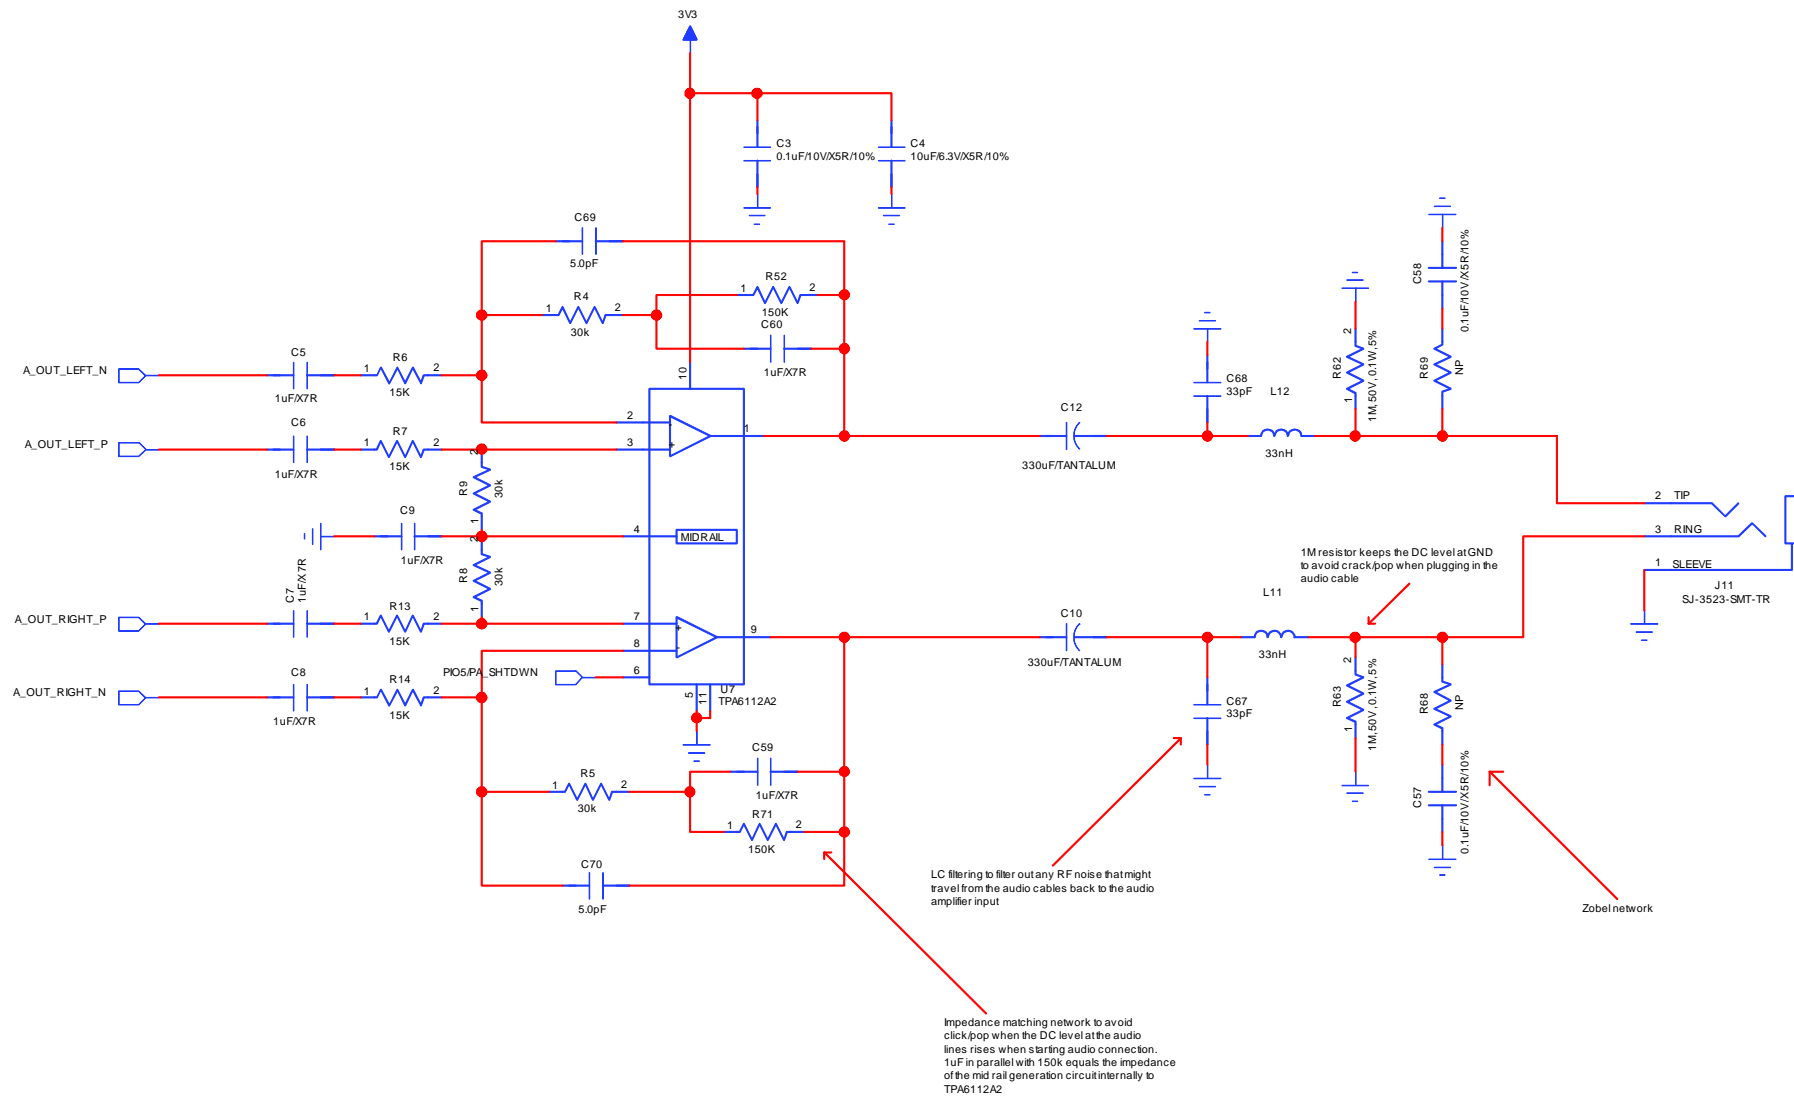 3V3
C3
0.1uF/10V/X5R/10%
C4
10uF/6.3V/X5R/10%
C69
5.0pF
R52
1 2
150K
R4
1 2
30k
C60
1uF/X7R
A_OUT_LEFT_N
C5
1uF/X7R
R6
1 2
15K
10
A_OUT_LEFT_P
C6
1uF/X7R
R7
1 2
15K
2
3
1
R9
30k
2
1
C9
1uF/X7R
4
MIDRAIL
R8
30k
2
1
A_OUT_RIGHT_P
C7
1uF/X7R
R13
1 2
15K
7
8
9
A_OUT_RIGHT_N
C8
1uF/X7R
R14
1 2
15K
PIO5/PA_SHTDWN
6
5
11
U7
TPA6112A2
C59
1uF/X7R
R5
1 2
30k
R71
1 2
150K
C70
5.0pF
C12
330uF/TANTALUM
C68
33pF
L12
33nH
R62
1M,50V,0.1W,5%
2
1
C58
0.1uF/10V/X5R/10%
R69
NP
2 TIP
3 RING
1 SLEEVE
J11
SJ-3523-SMT-TR
1M resistor keeps the DC level at GND
to avoid crack/pop when plugging in the
audio cable
C10
330uF/TANTALUM
L11
33nH
C67
33pF
R63
1M,50V,0.1W,5%
2
1
R68
NP
C57
0.1uF/10V/X5R/10%
LC filtering to filter out any RF noise that might
travel from the audio cables back to the audio
amplifier input
Zobel network
Impedance matching network to avoid
click/pop when the DC level at the audio
lines rises when starting audio connection.
1uF in parallel with 150k equals the impedance
of the mid rail generation circuit internally to
TPA6112A2